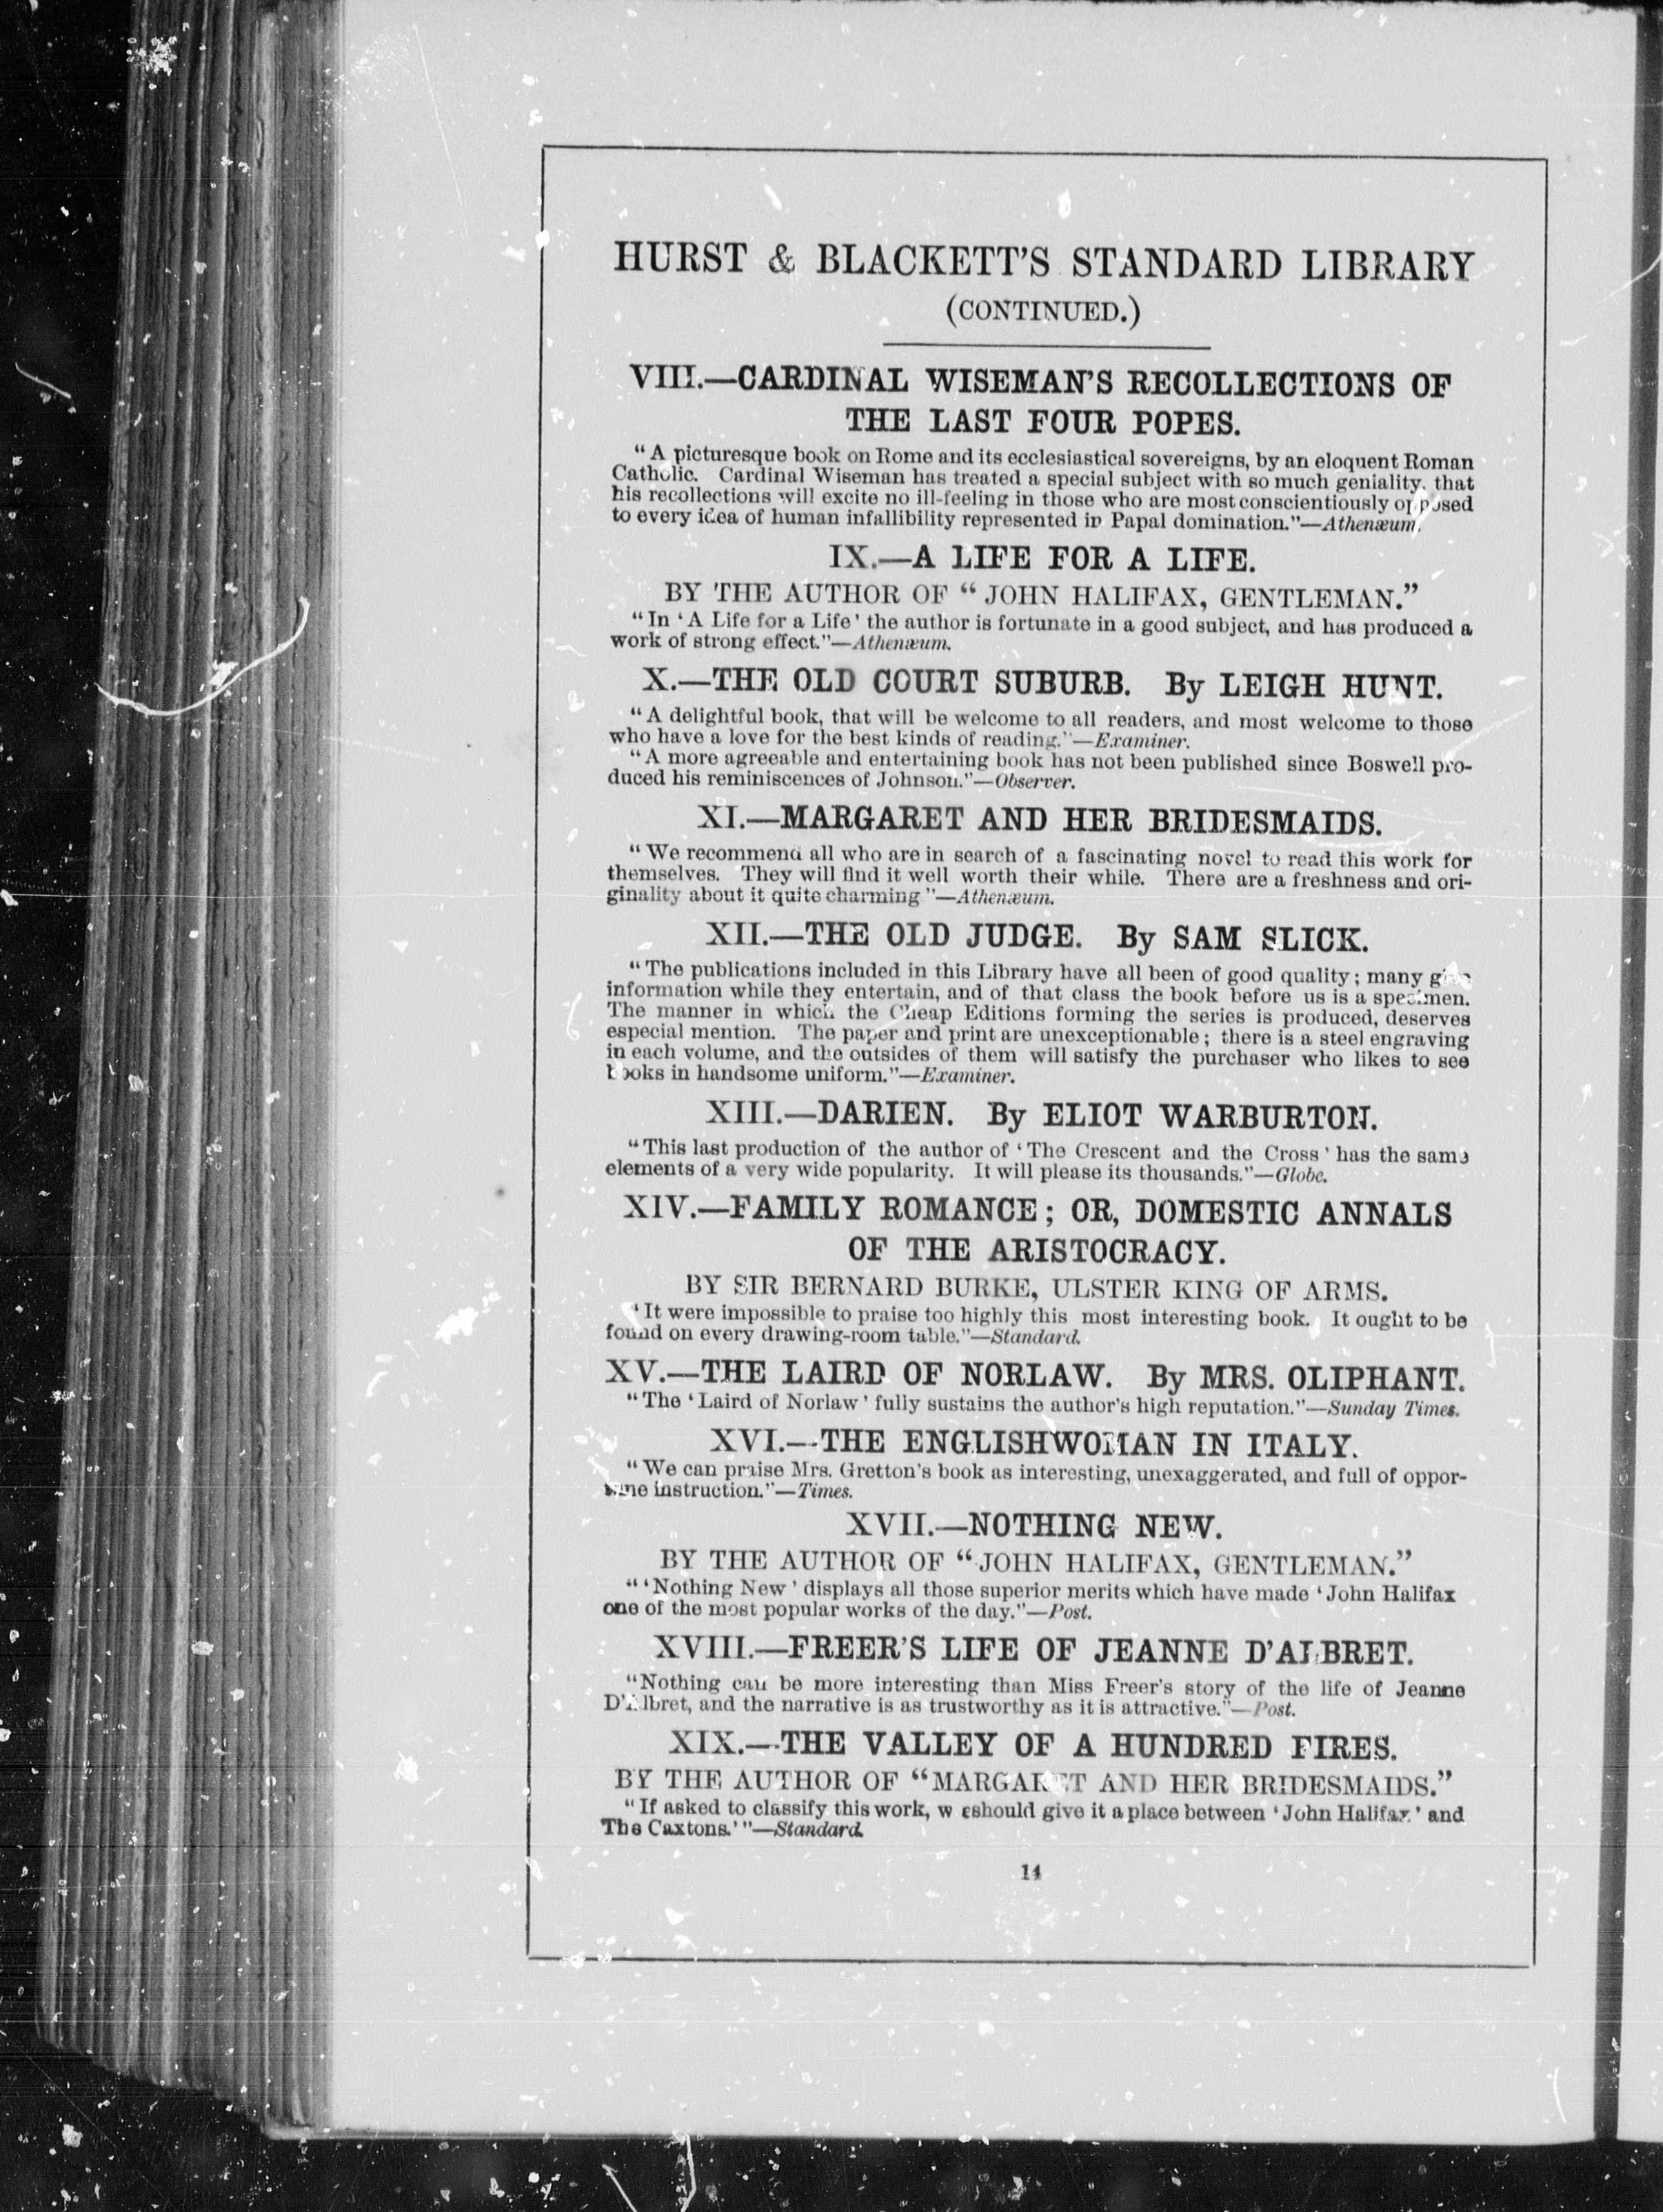 HURST & BLACKETT'S STANDARD LIBRARY
(CONTINUED.)
VIII.—CARDINAL WISEMAN'S RECOLLECTIONS OF
THE LAST FOUR POPES.
"A picturesque book on Rome and its ecclesiastical sovereigns, by an eloquent Roman
Catholic. Cardinal Wiseman has treated a special subject with so much geniality, that
his recollections will excite no ill-feeling in those who are most conscientiously opposed
to every idea of human infallibility represented in Papal domination."—Athenæum.
IX.—A LIFE FOR A LIFE.
BY THE AUTHOR OF "JOHN HALIFAX, GENTLEMAN."
"In 'A Life for a Life' the author is fortunate in a good subject, and has produced a
work of strong effect."—Athenæum.
X.—THE OLD COURT SUBURB. By LEIGH HUNT.
"A delightful book, that will be welcome to all readers, and most welcome to those
who have a love for the best kinds of reading."—Examiner.
"A more agreeable and entertaining book has not been published since Boswell pro-
duced his reminiscences of Johnson."—Observer.
XI.—MARGARET AND HER BRIDESMAIDS.
"We recommend all who are in search of a fascinating novel to read this work for
themselves. They will find it well worth their while. There are a freshness and ori-
ginality about it quite charming"—Athenæum.
XII.—THE OLD JUDGE. By SAM SLICK.
"The publications included in this Library have all been of good quality; many give
information while they entertain, and of that class the book before us is a specimen.
The manner in which the Cheap Editions forming the series is produced, deserves
especial mention. The paper and print are unexceptionable; there is a steel engraving
in each volume, and the outsides of them will satisfy the purchaser who likes to see
books in handsome uniform."—Examiner.
XIII.—DARIEN. By ELIOT WARBURTON.
"This last production of the author of 'The Crescent and the Cross' has the same
elements of a very wide popularity. It will please its thousands."—Globe.
XIV.—FAMILY ROMANCE; OR, DOMESTIC ANNALS
OF THE ARISTOCRACY.
BY SIR BERNARD BURKE, ULSTER KING OF ARMS.
'It were impossible to praise too highly this most interesting book. It ought to be
found on every drawing-room table."—Standard.
XV.—THE LAIRD OF NORLAW. By MRS. OLIPHANT.
"The 'Laird of Norlaw' fully sustains the author's high reputation."—Sunday Times.
XVI.—THE ENGLISHWOMAN IN ITALY.
"We can praise Mrs. Gretton's book as interesting, unexaggerated, and full of oppor-
tune instruction."—Times.
XVII.—NOTHING NEW.
BY THE AUTHOR OF "JOHN HALIFAX, GENTLEMAN."
"'Nothing New' displays all those superior merits which have made 'John Halifax
one of the most popular works of the day."—Post.
XVIII.—FREER'S LIFE OF JEANNE D'ALBRET.
"Nothing can be more interesting than Miss Freer's story of the life of Jeanne
D'Albret, and the narrative is as trustworthy as it is attractive."—Post.
XIX.—THE VALLEY OF A HUNDRED FIRES.
BY THE AUTHOR OF "MARGARET AND HER BRIDESMAIDS."
"If asked to classify this work, w eshould give it a place between 'John Halifax' and
The Caxtons.'"—Standard.
14